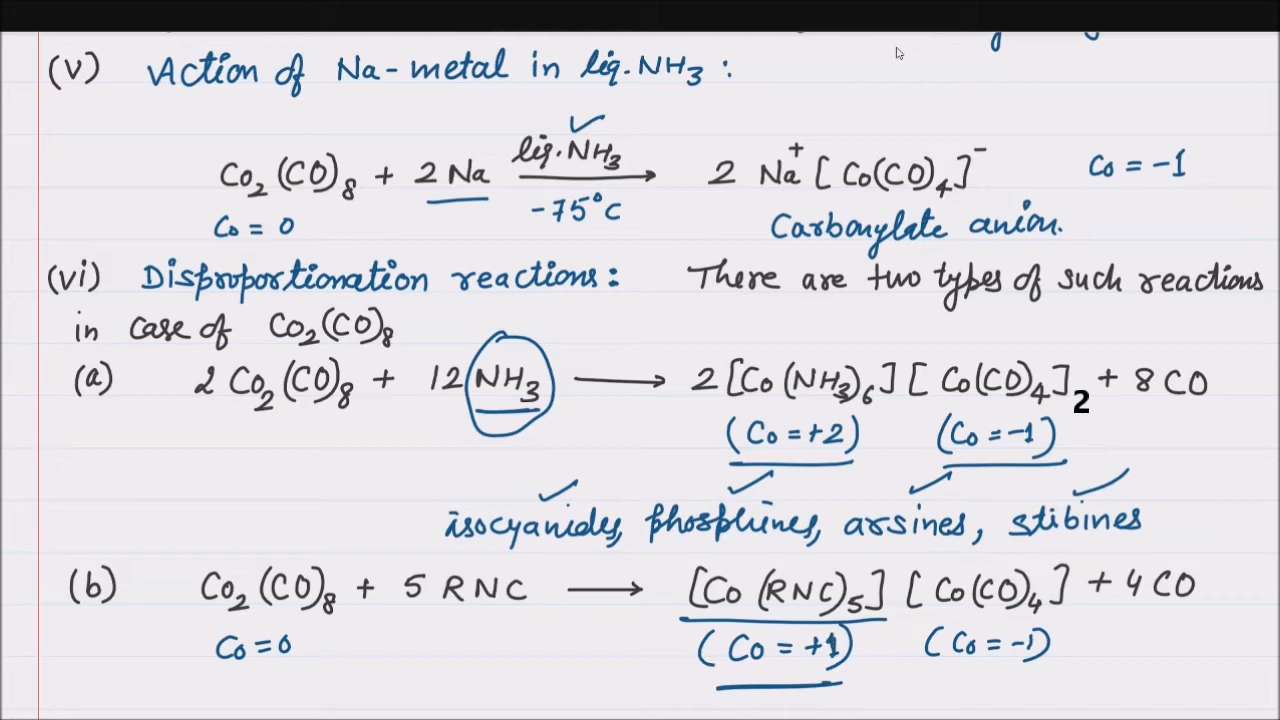 (v) Action of Na-metal in liq. NH₃ :
Co₂(CO)₈ + 2 Na liq. NH₃ → -75°C 2 Na⁺ [Co(CO)₄]⁻ Co = -1
Co = 0 Carbonylate anion.
(vi) Disproportionation reactions: There are two types of such reactions
in case of Co₂(CO)₈
(a) 2 Co₂(CO)₈ + 12 NH₃ → 2 [Co(NH₃)₆] [Co(CO)₄]₂ + 8 CO
(Co = +2) (Co = -1)
isocyanides, phosphines, arsines, stibines
(b) Co₂(CO)₈ + 5 RNC → [Co (RNC)₅] [Co(CO)₄] + 4 CO
Co = 0 (Co = +1) (Co = -1)